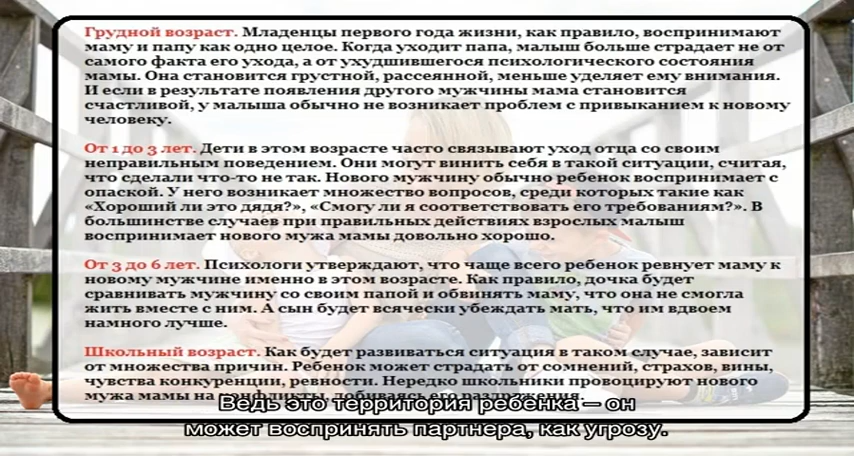 Грудной возраст. Младенцы первого года жизни, как правило, воспринимают
маму и папу как одно целое. Когда уходит папа, малыш больше страдает не от
самого факта его ухода, а от ухудшившегося психологического состояния
мамы. Она становится грустной, рассеянной, меньше уделяет ему внимания.
И если в результате появления другого мужчины мама становится
счастливой, у малыша обычно не возникает проблем с привыканием к новому
человеку.
От 1 до 3 лет. Дети в этом возрасте часто связывают уход отца со своим
неправильным поведением. Они могут винить себя в такой ситуации, считая,
что сделали что-то не так. Нового мужчину обычно ребенок воспринимает с
опаской. У него возникает множество вопросов, среди которых такие как
«Хороший ли это дядя?», «Смогу ли я соответствовать его требованиям?». В
большинстве случаев при правильных действиях взрослых малыш
воспринимает нового мужа мамы довольно хорошо.
От 3 до 6 лет. Психологи утверждают, что чаще всего ребенок ревнует маму к
новому мужчине именно в этом возрасте. Как правило, дочка будет
сравнивать мужчину со своим папой и обвинять маму, что она не смогла
жить вместе с ним. А сын будет всячески убеждать мать, что им вдвоем
намного лучше.
Школьный возраст. Как будет развиваться ситуация в таком случае, зависит
от множества причин. Ребенок может страдать от сомнений, страхов, вины,
чувства конкуренции, ревности. Нередко школьники провоцируют нового
мужа мамы на конфликты, добиваясь его раздражения.
Ведь это территория ребенка – он
может воспринять партнера, как угрозу.